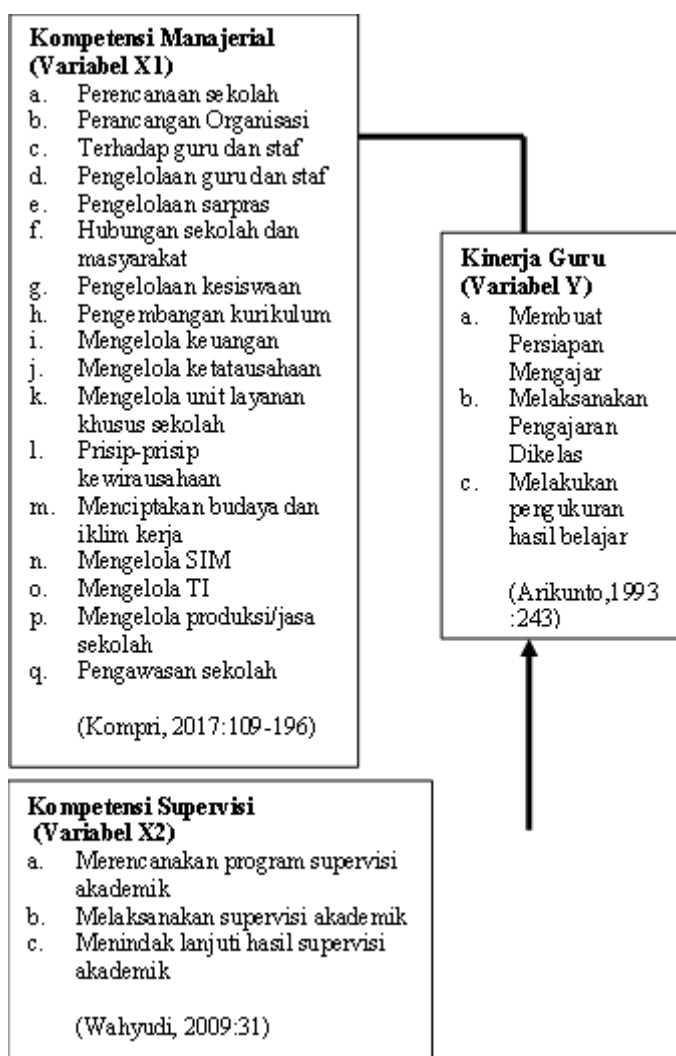 Kompetensi Manajerial
(Variabel X1)
a. Perencanaan sekolah
b. Perancangan Organisasi
c. Terhadap guru dan staf
d. Pengelolaan guru dan staf
e. Pengelolaan sarpras
f. Hubungan sekolah dan
masyarakat
g. Pengelolaan kesiswaan
h. Pengembangan kurikulum
i. Mengelola keuangan
j. Mengelola ketatausahaan
k. Mengelola unit layanan
khusus sekolah
l. Prisip-prisip
kewirausahaan
m. Menciptakan budaya dan
iklim kerja
n. Mengelola SIM
o. Mengelola TI
p. Mengelola produksi/jasa
sekolah
q. Pengawasan sekolah
(Kompri, 2017:109-196)
Kinerja Guru
(Variabel Y)
a. Membuat
Persiapan
Mengajar
b. Melaksanakan
Pengajaran
Dikelas
c. Melakukan
pengukuran
hasil belajar
(Arikunto,1993
:243)
Kompetensi Supervisi
(Variabel X2)
a. Merencanakan program supervisi
akademik
b. Melaksanakan supervisi akademik
c. Menindak lanjuti hasil supervisi
akademik
(Wahyudi, 2009:31)